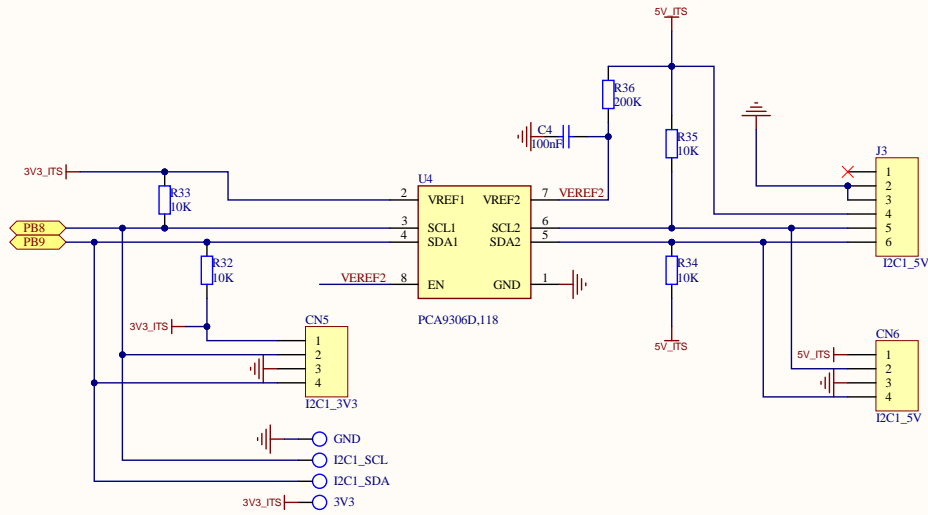 5V_ITS
R36
200K
C4
100nF
R35
10K
J3
3V3_ITS
R33
10K
U4
1
2
3
4
5
6
I2C1_5V
2
VREF1
VREF2
7
VEREF2
PB8
3
SCL1
SCL2
6
PB9
4
SDA1
SDA2
5
R32
10K
R34
10K
VEREF2
8
EN
GND
1
PCA9306D,118
3V3_ITS
CN5
1
2
3
4
I2C1_3V3
5V_ITS
CN6
5V_ITS
1
2
3
4
I2C1_5V
GND
I2C1_SCL
I2C1_SDA
3V3_ITS
3V3